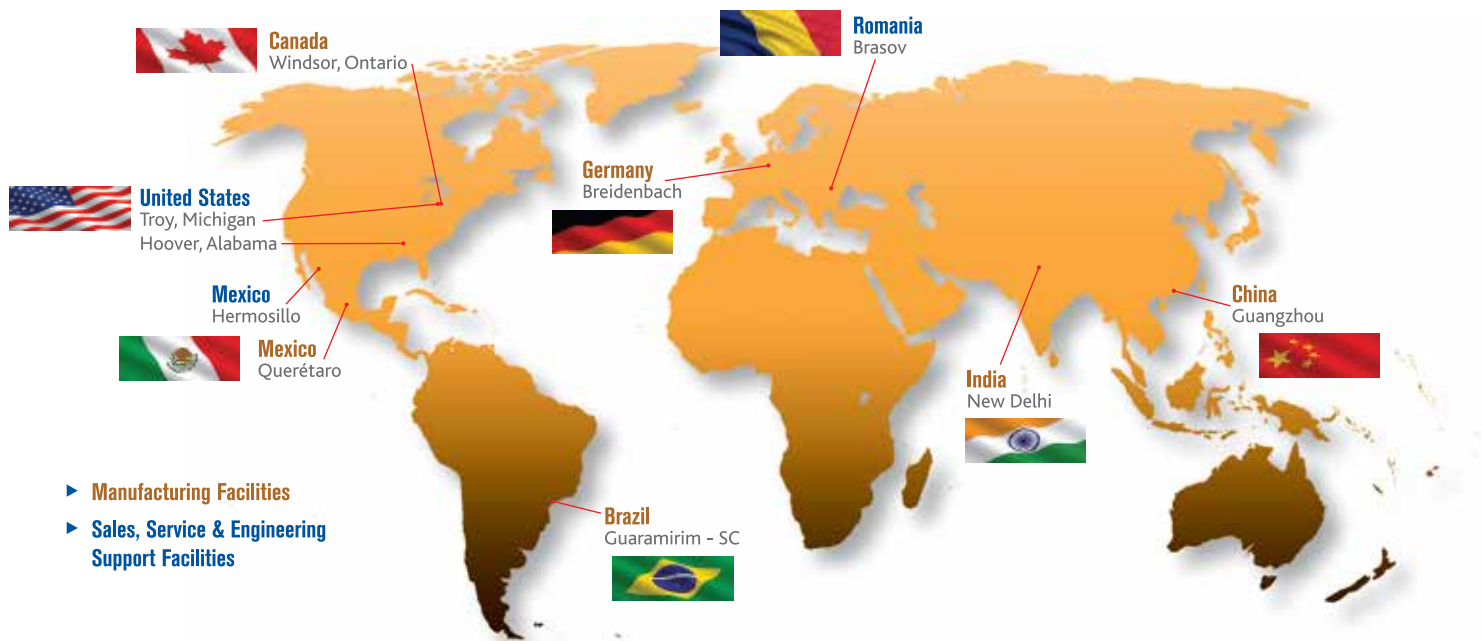 Canada
Windsor, Ontario
Romania
Brasov
Germany
Breidenbach
United States
Troy, Michigan
Hoover, Alabama
Mexico
Hermosillo
Mexico
Querétaro
China
Guangzhou
India
New Delhi
Brazil
Guaramirim - SC
Manufacturing Facilities
Sales, Service & Engineering
Support Facilities